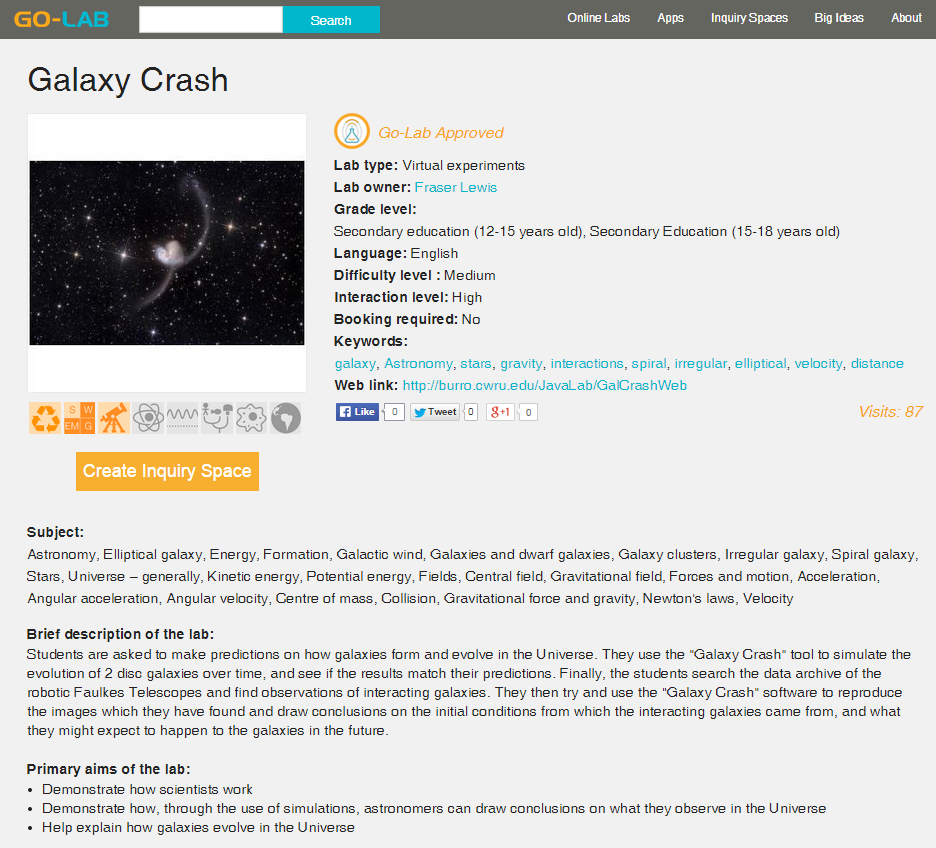 GO-LAB Search Online Labs Apps Inquiry Spaces Big Ideas About
Galaxy Crash
Go-Lab Approved
Lab type: Virtual experiments
Lab owner: Fraser Lewis
Grade level:
Secondary education (12-15 years old), Secondary Education (15-18 years old)
Language: English
Difficulty level : Medium
Interaction level: High
Booking required: No
Keywords:
galaxy, Astronomy, stars, gravity, interactions, spiral, irregular, elliptical, velocity, distance
Web link: http://burro.cwru.edu/JavaLab/GalCrashWeb
Like 0 Tweet 0 g+1 0 Visits: 87
S W
EM G
Create Inquiry Space
Subject:
Astronomy, Elliptical galaxy, Energy, Formation, Galactic wind, Galaxies and dwarf galaxies, Galaxy clusters, Irregular galaxy, Spiral galaxy,
Stars, Universe – generally, Kinetic energy, Potential energy, Fields, Central field, Gravitational field, Forces and motion, Acceleration,
Angular acceleration, Angular velocity, Centre of mass, Collision, Gravitational force and gravity, Newton's laws, Velocity
Brief description of the lab:
Students are asked to make predictions on how galaxies form and evolve in the Universe. They use the "Galaxy Crash" tool to simulate the
evolution of 2 disc galaxies over time, and see if the results match their predictions. Finally, the students search the data archive of the
robotic Faulkes Telescopes and find observations of interacting galaxies. They then try and use the "Galaxy Crash" software to reproduce
the images which they have found and draw conclusions on the initial conditions from which the interacting galaxies came from, and what
they might expect to happen to the galaxies in the future.
Primary aims of the lab:
• Demonstrate how scientists work
• Demonstrate how, through the use of simulations, astronomers can draw conclusions on what they observe in the Universe
• Help explain how galaxies evolve in the Universe